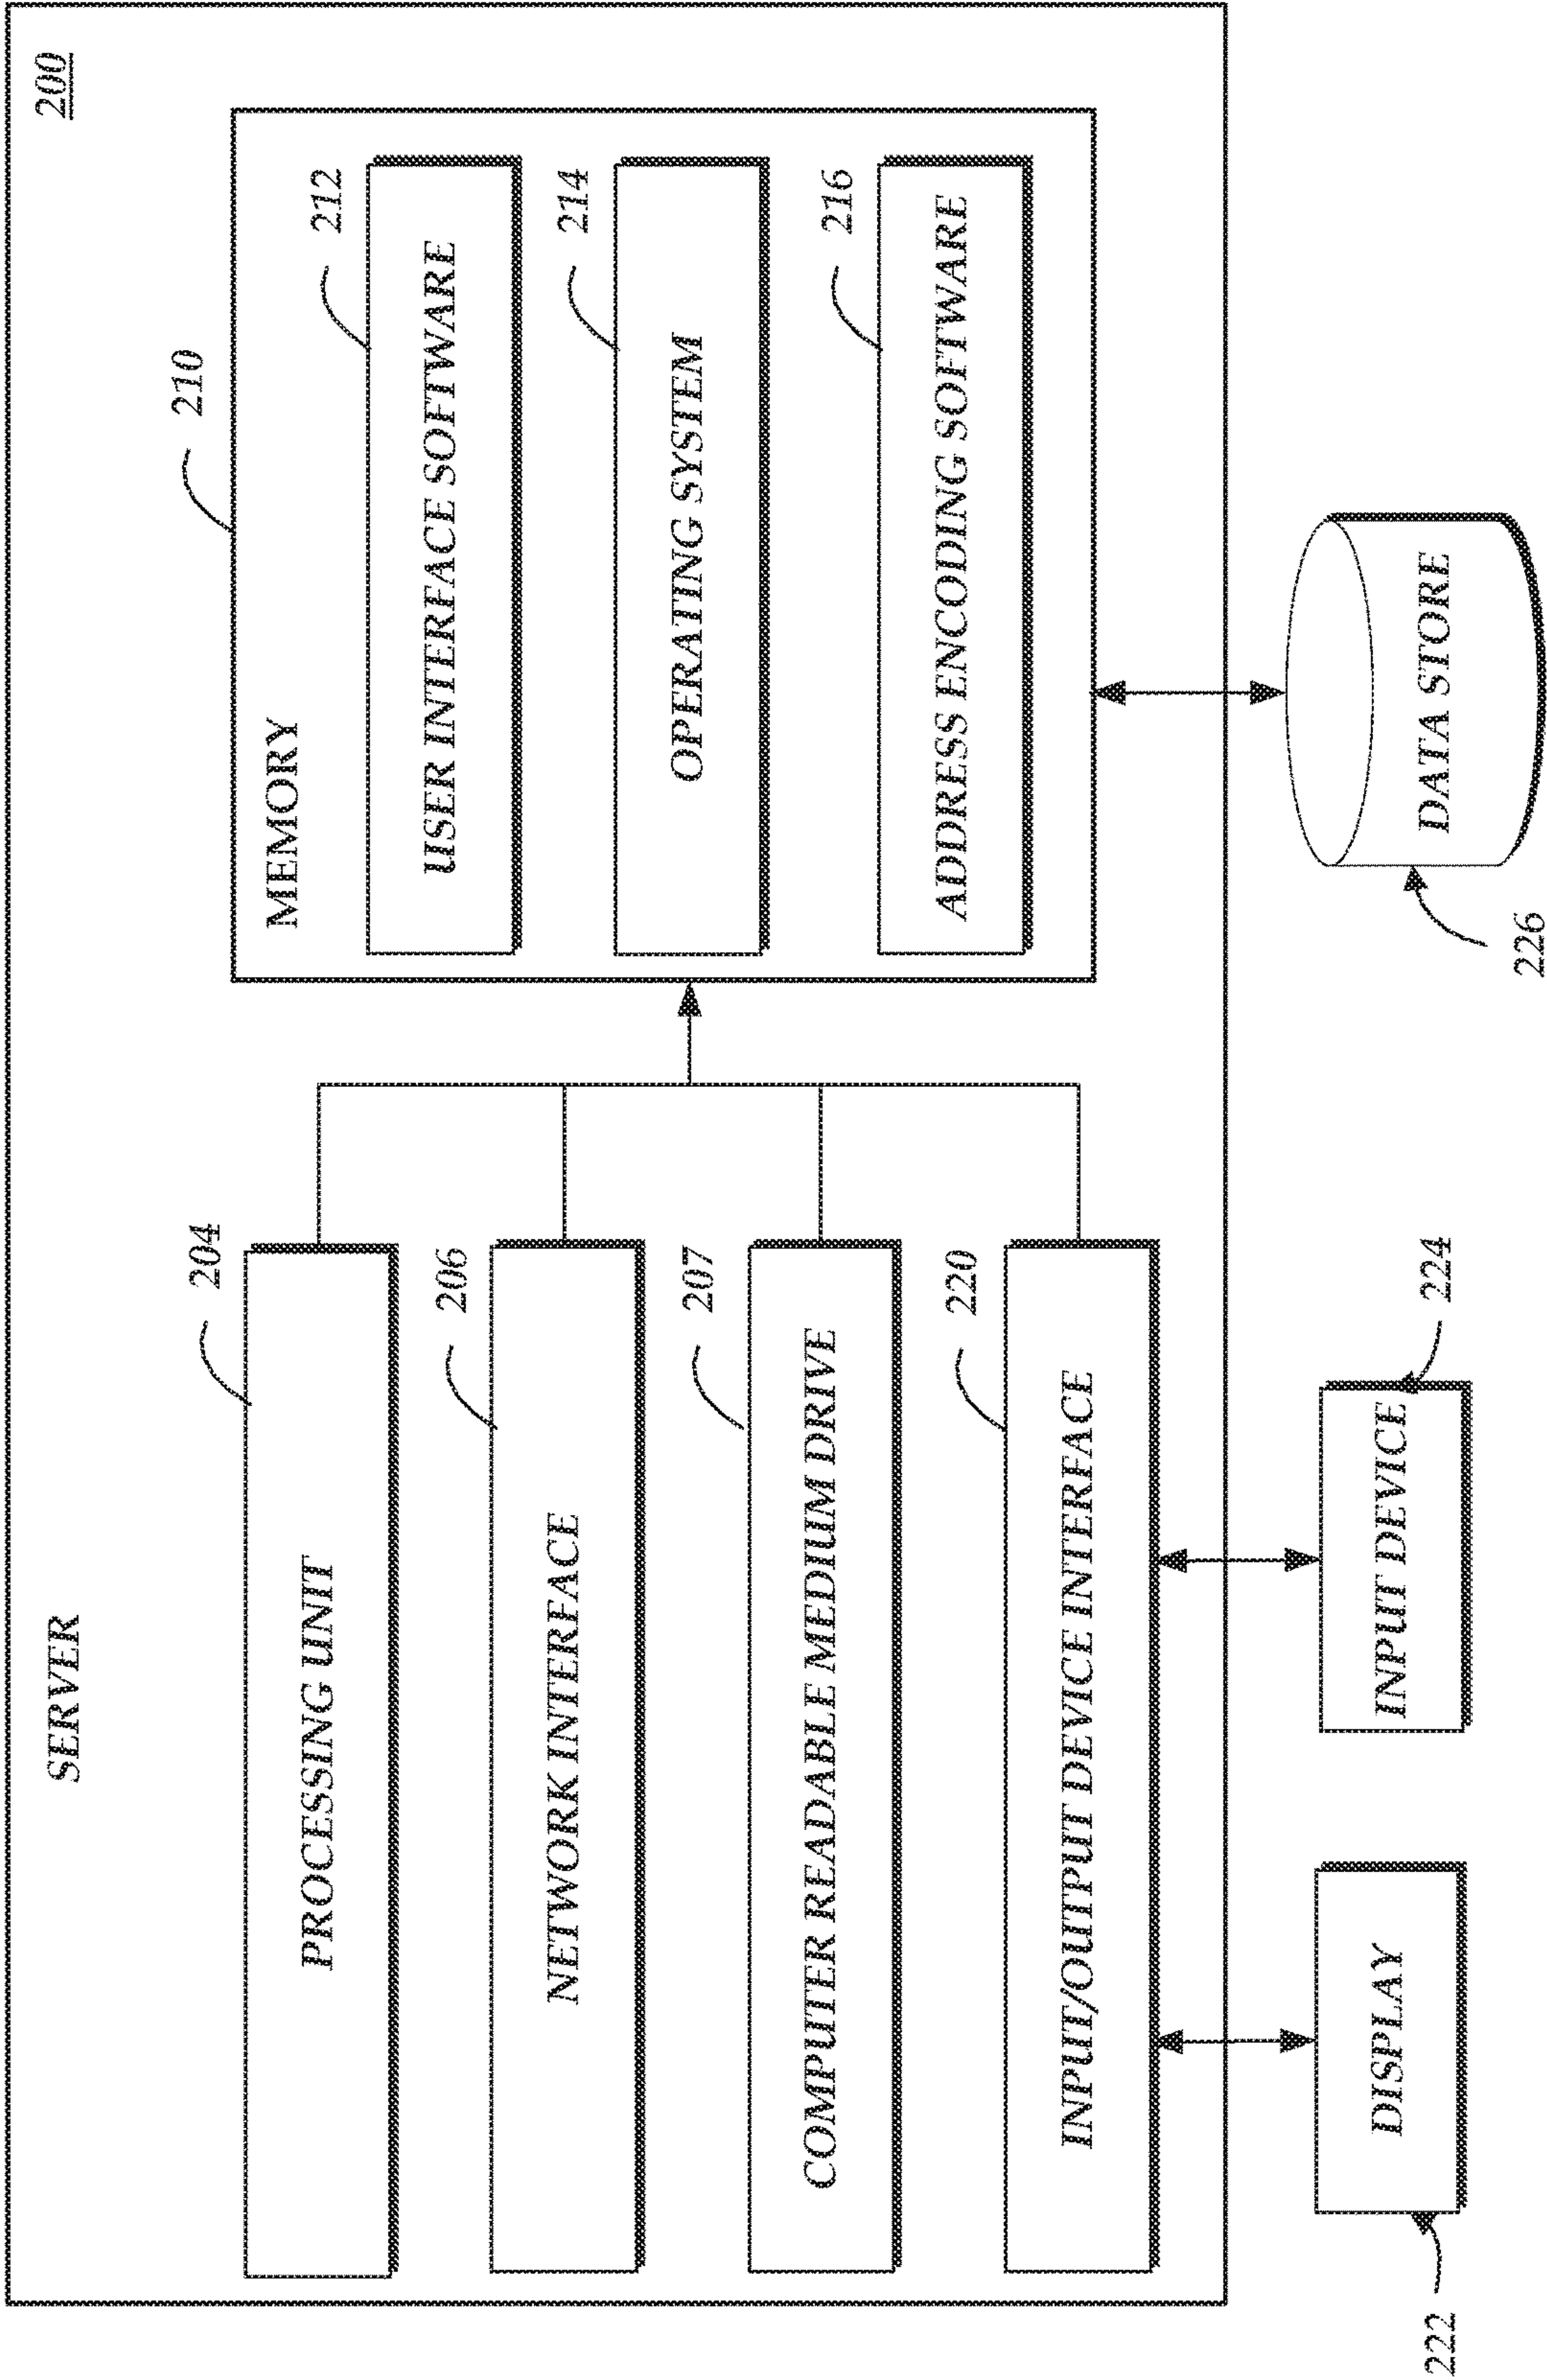 SERVER
200
204
PROCESSING UNIT
206
NETWORK INTERFACE
207
COMPUTER READABLE MEDIUM DRIVE
220
INPUT/OUTPUT DEVICE INTERFACE
210
MEMORY
212
USER INTERFACE SOFTWARE
214
OPERATING SYSTEM
216
ADDRESS ENCODING SOFTWARE
222
DISPLAY
INPUT DEVICE
224
226
DATA STORE